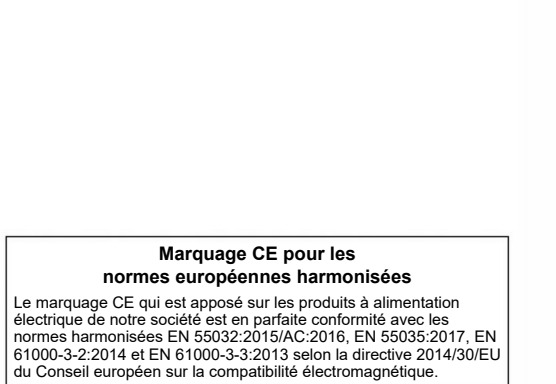 Marquage CE pour les
normes européennes harmonisées
Le marquage CE qui est apposé sur les produits à alimentation
électrique de notre société est en parfaite conformité avec les
normes harmonisées EN 55032:2015/AC:2016, EN 55035:2017, EN
61000-3-2:2014 et EN 61000-3-3:2013 selon la directive 2014/30/EU
du Conseil européen sur la compatibilité électromagnétique.